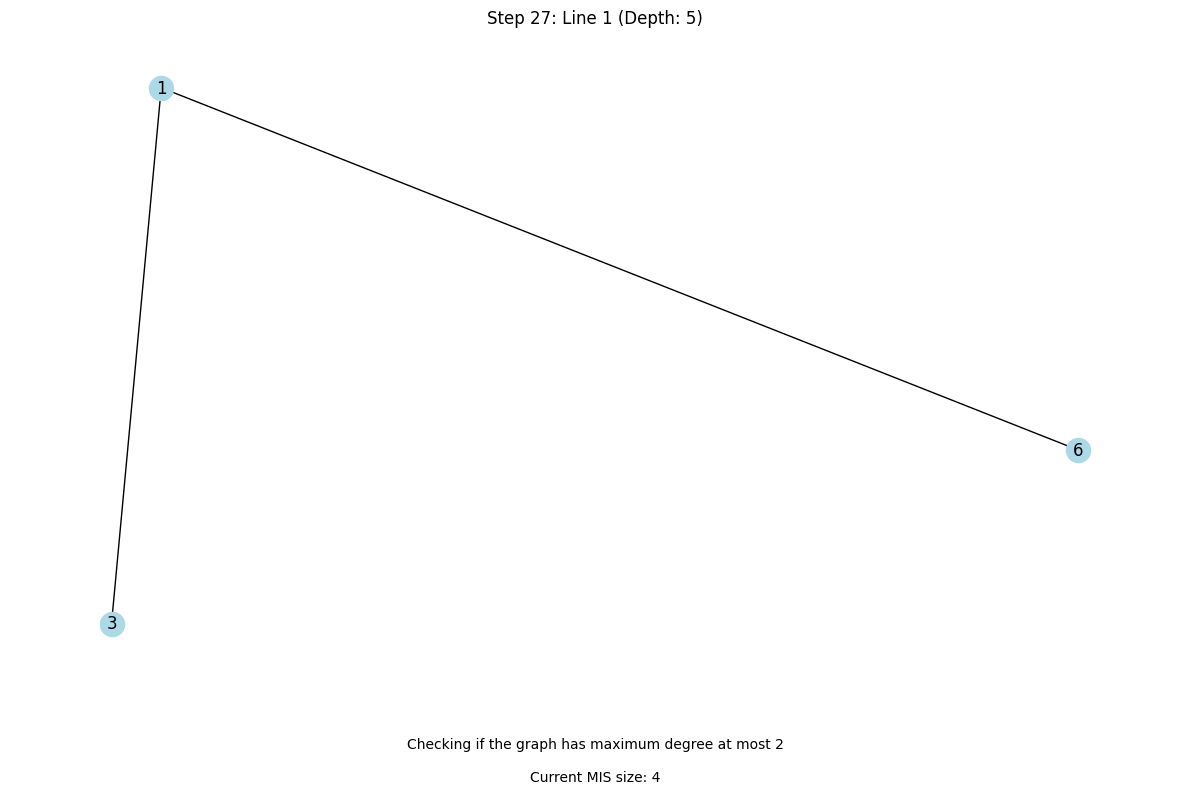 Step 27: Line 1 (Depth: 5)
1
6
3
Checking if the graph has maximum degree at most 2
Current MIS size: 4